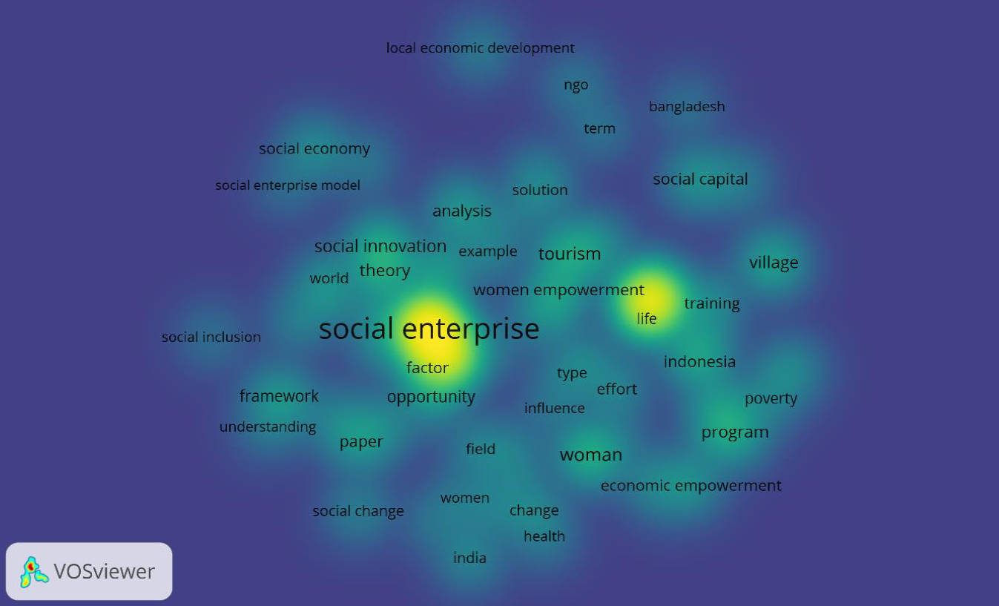 local economic development
ngo
bangladesh
term
social economy
social capital
social enterprise model
solution
analysis
social innovation
example
tourism
village
theory
world
women empowerment
training
life
social enterprise
social inclusion
indonesia
factor
type
effort
framework
opportunity
poverty
influence
understanding
program
paper
field
woman
economic empowerment
women
social change
change
health
india
VOSviewer